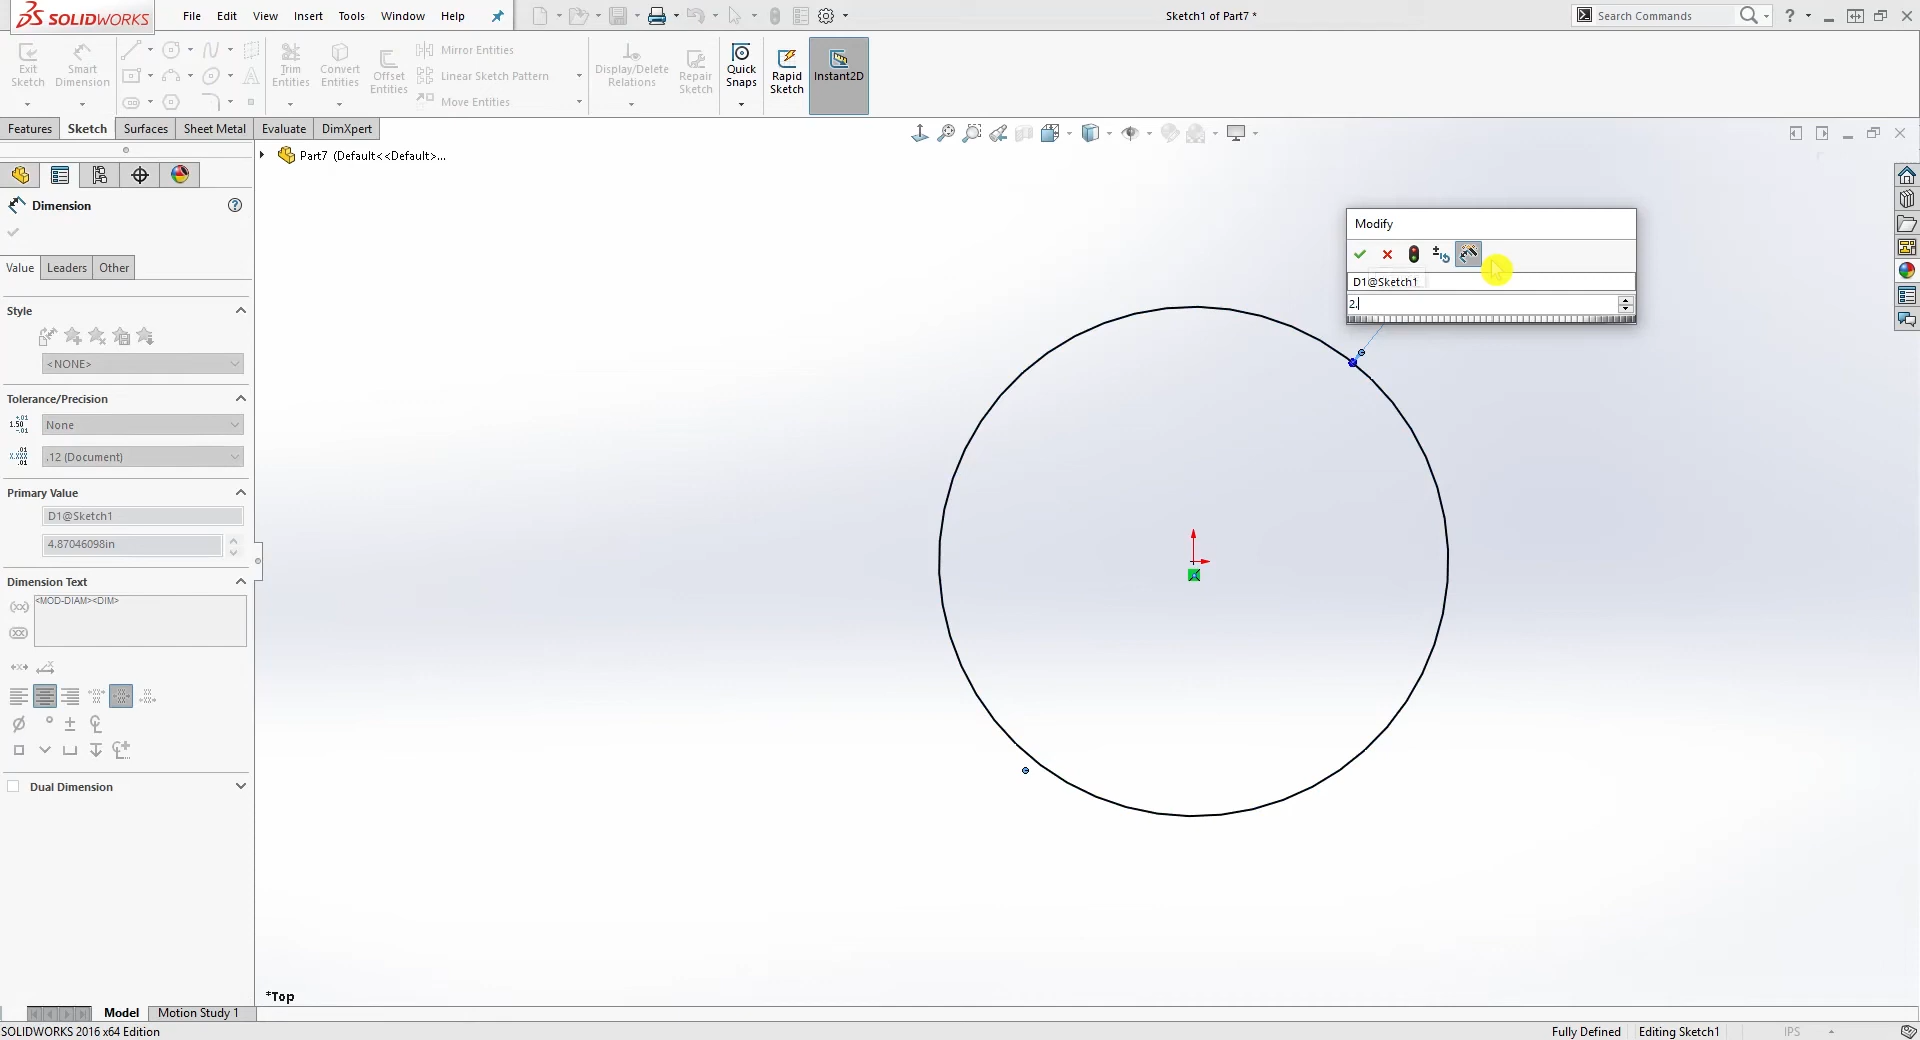 SOLIDWORKS
File Edit View Insert Tools Window Help
Sketch1 of Part7 *
Search Commands
Exit Sketch
Smart Dimension
Trim Entities
Convert Entities
Offset Entities
Mirror Entities
Linear Sketch Pattern
Move Entities
Display/Delete Relations
Repair Sketch
Quick Snaps
Rapid Sketch
Instant2D
Features Sketch Surfaces Sheet Metal Evaluate DimXpert
Part7 (Default<<Default>...
Dimension
Value Leaders Other
Style
<NONE>
Tolerance/Precision
None
.12 (Document)
Primary Value
D1@Sketch1
4.87046098in
Dimension Text
<MOD-DIAM><DIM>
Dual Dimension
Modify
D1@Sketch1
2.
*Top
Model Motion Study 1
SOLIDWORKS 2016 x64 Edition
Fully Defined Editing Sketch1 IPS